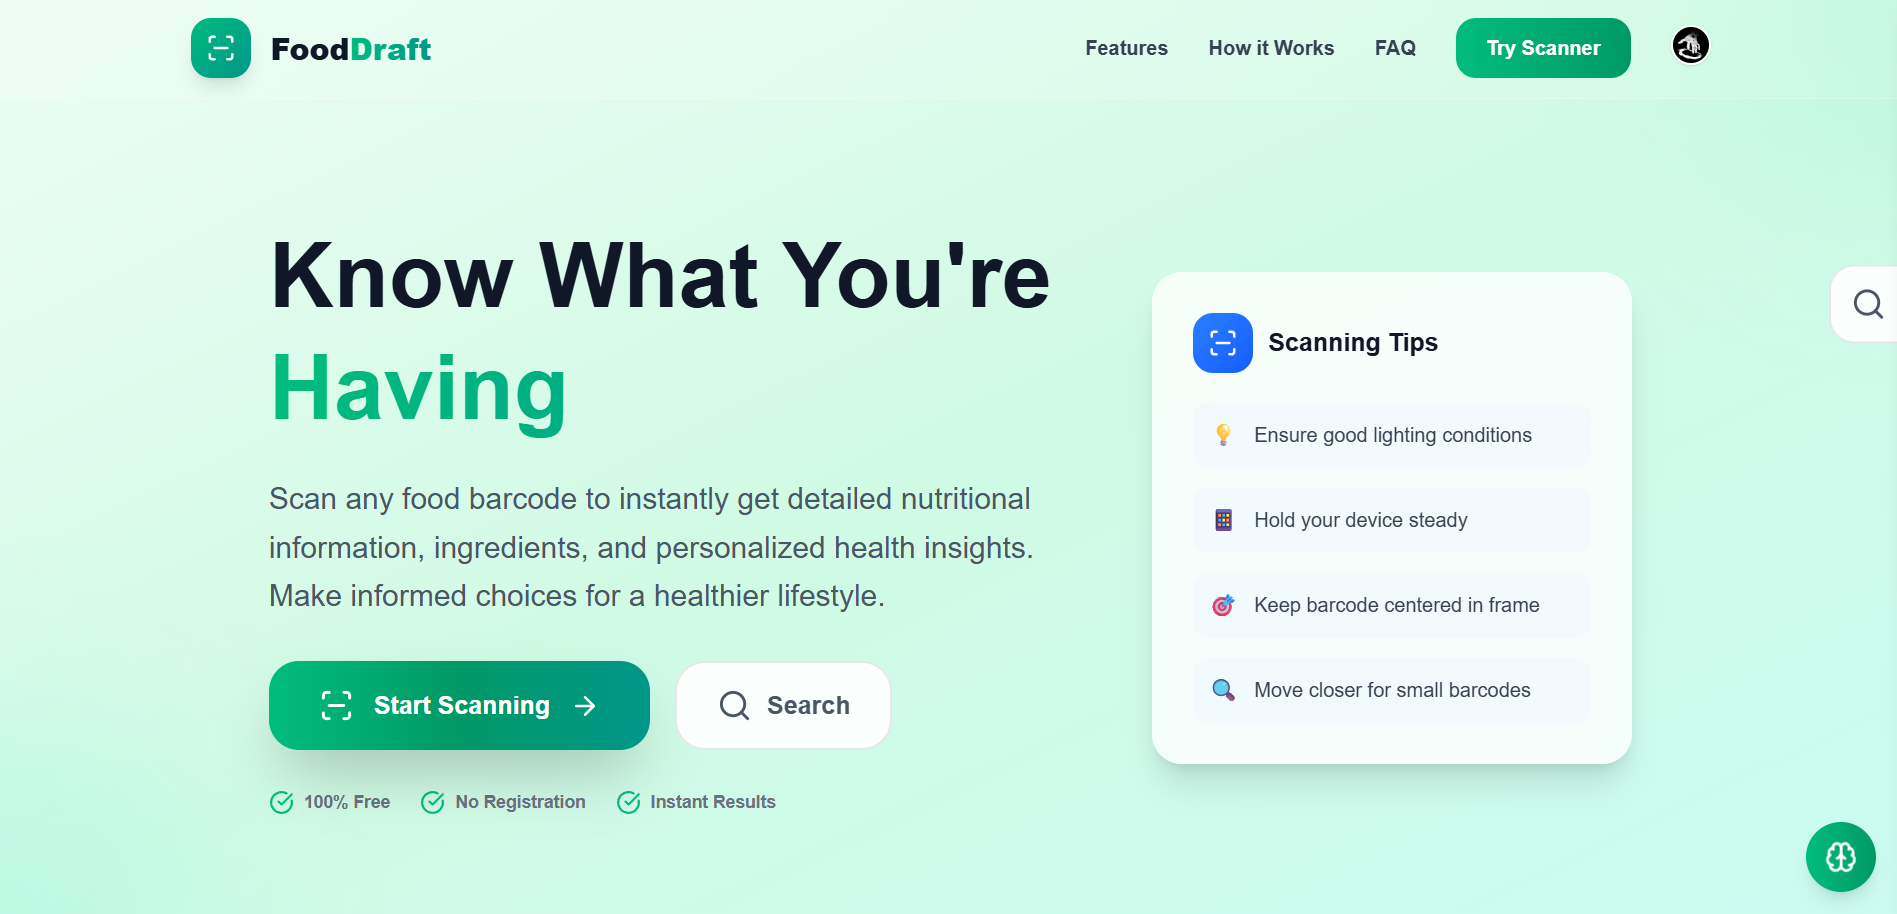 FoodDraft
Features
How it Works
FAQ
Try Scanner
Know What You're
Having
Scan any food barcode to instantly get detailed nutritional
information, ingredients, and personalized health insights.
Make informed choices for a healthier lifestyle.
Start Scanning
Search
100% Free
No Registration
Instant Results
Scanning Tips
Ensure good lighting conditions
Hold your device steady
Keep barcode centered in frame
Move closer for small barcodes